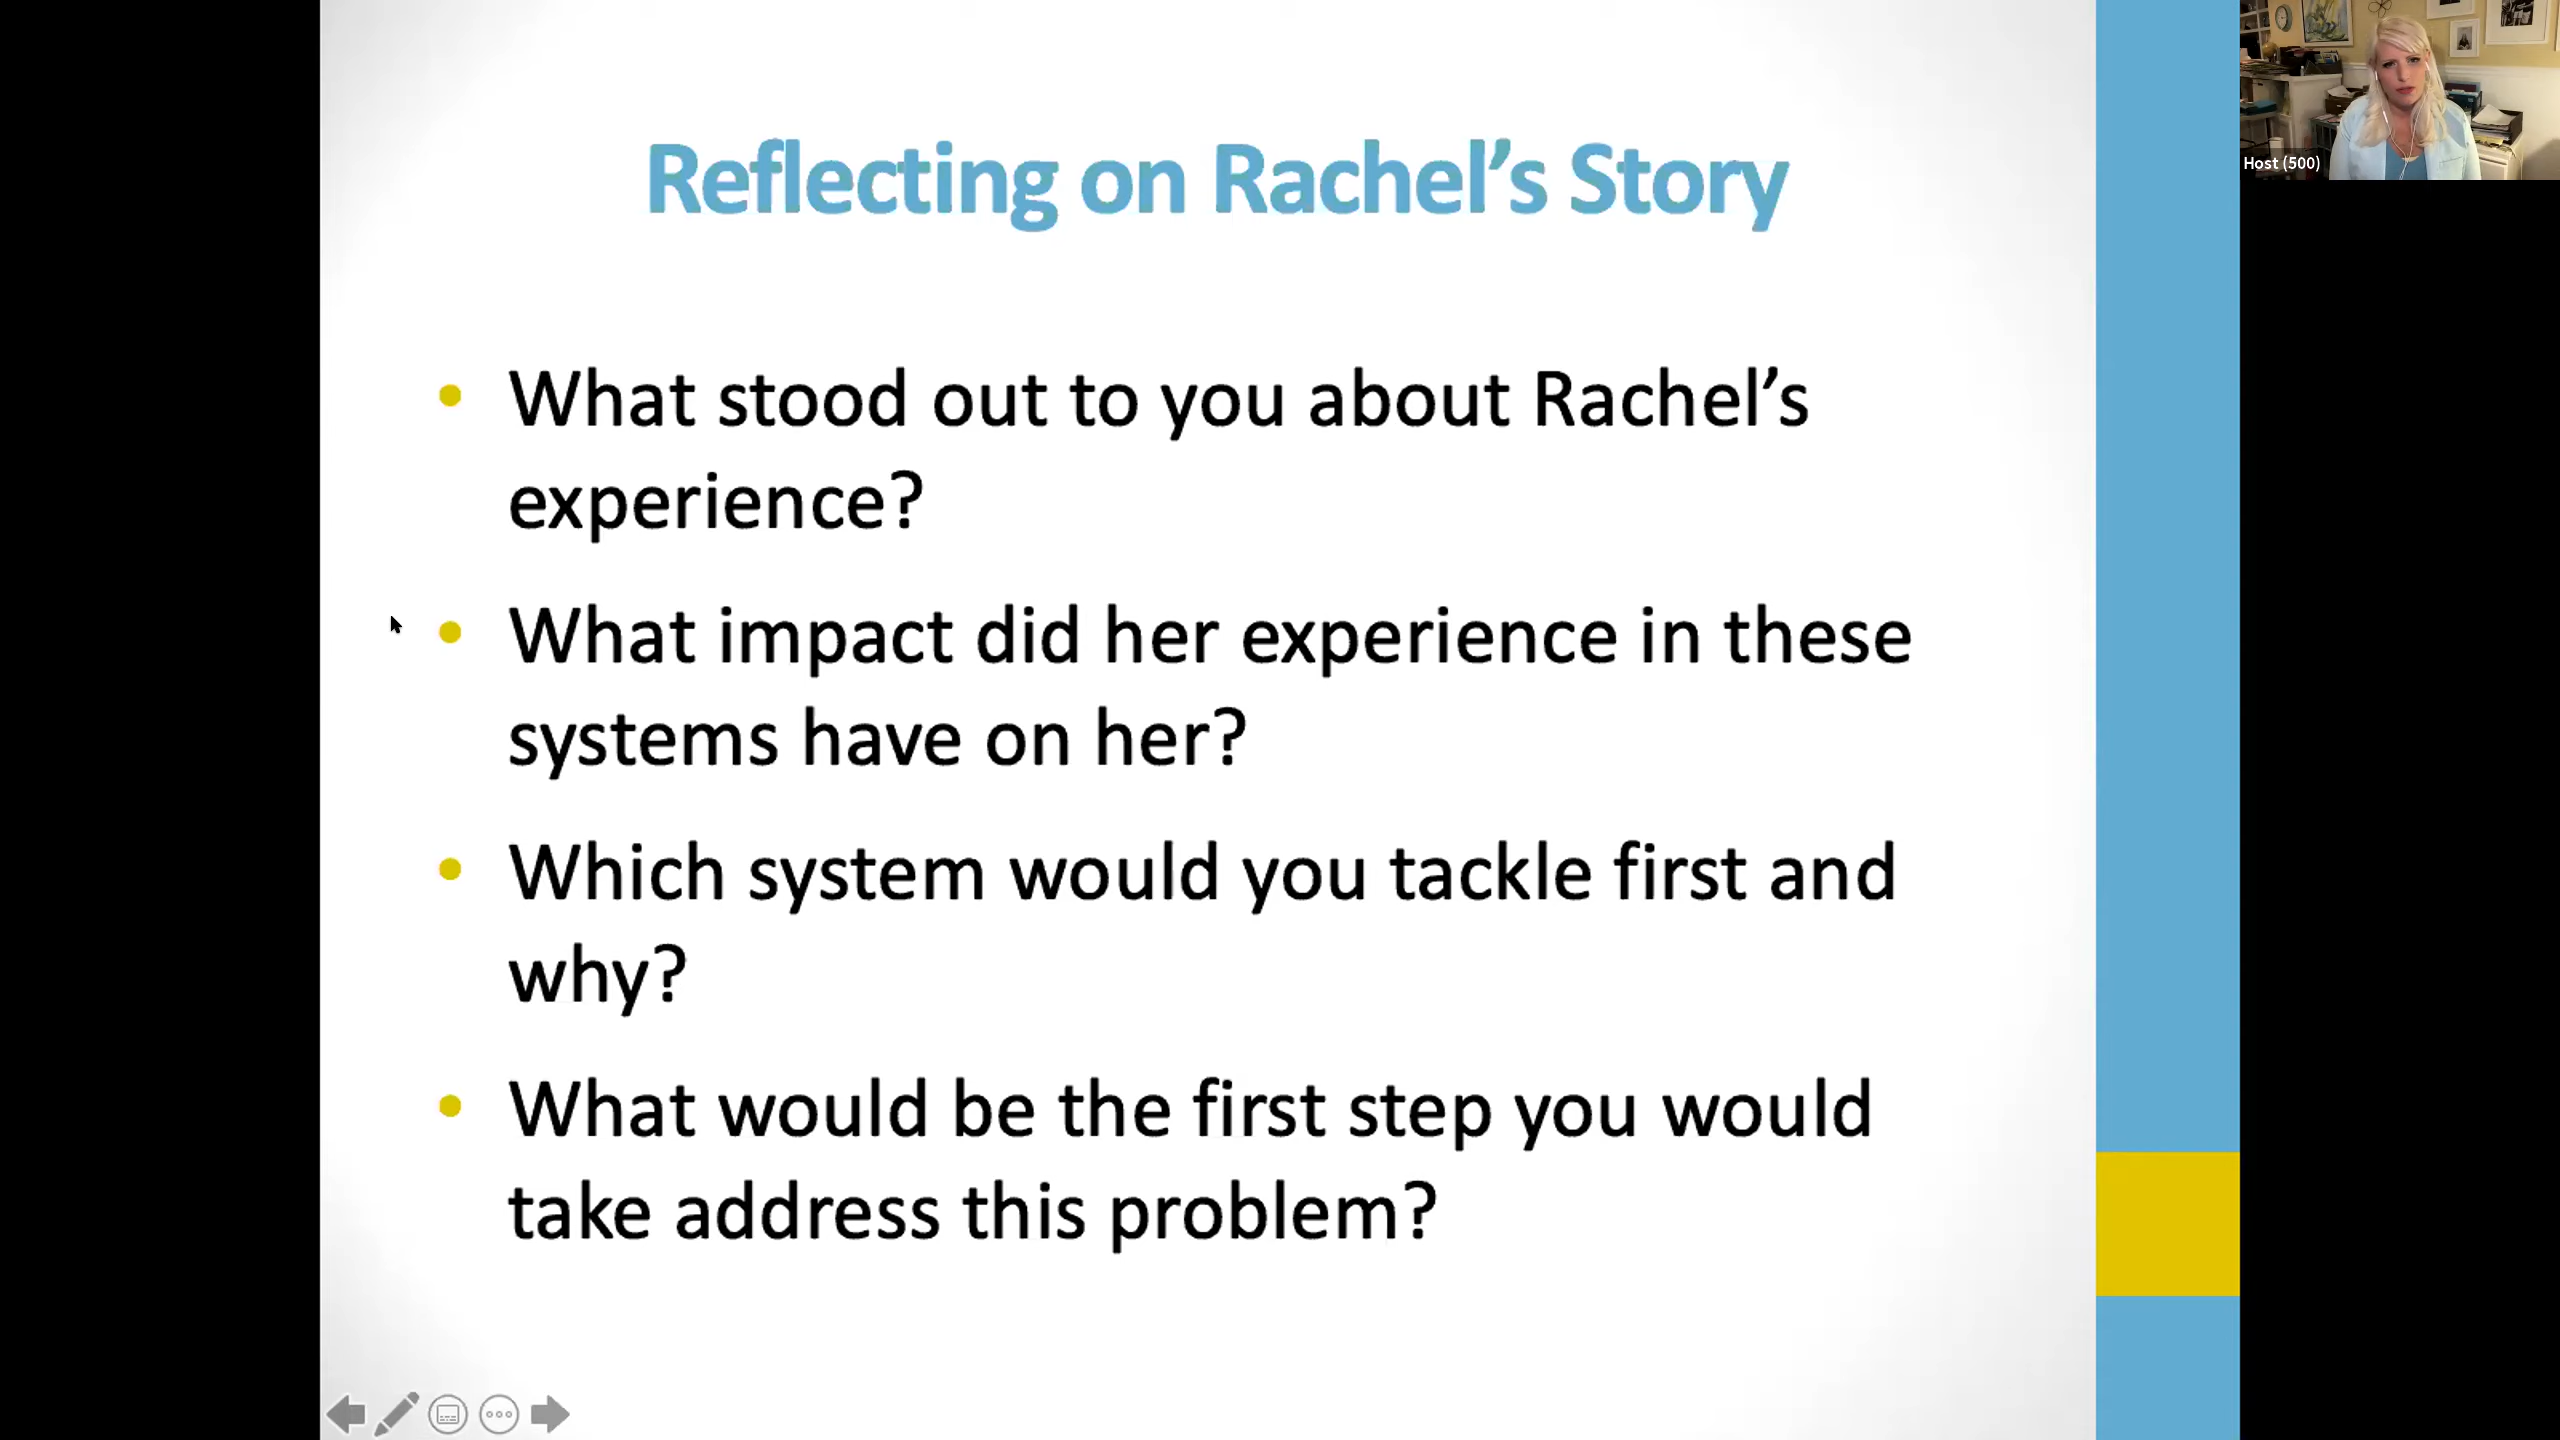 Reflecting on Rachel’s Story
Host (500)
• What stood out to you about Rachel’s
experience?
• What impact did her experience in these
systems have on her?
• Which system would you tackle first and
why?
• What would be the first step you would
take address this problem?